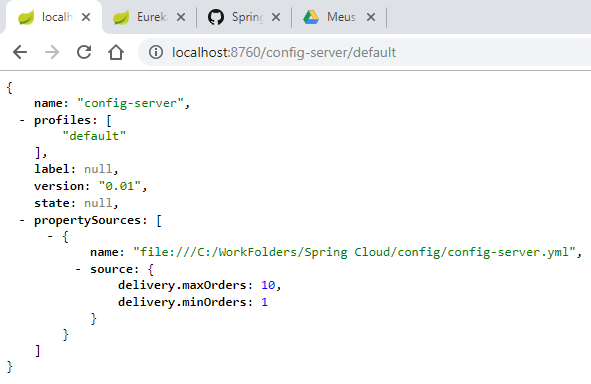 localh
Eurek
Spring
Meus
localhost:8760/config-server/default
{
    name: "config-server",
  - profiles: [
        "default"
    ],
    label: null,
    version: "0.01",
    state: null,
  - propertySources: [
      - {
            name: "file:///C:/WorkFolders/Spring Cloud/config/config-server.yml",
          - source: {
                delivery.maxOrders: 10,
                delivery.minOrders: 1
            }
        }
    ]
}